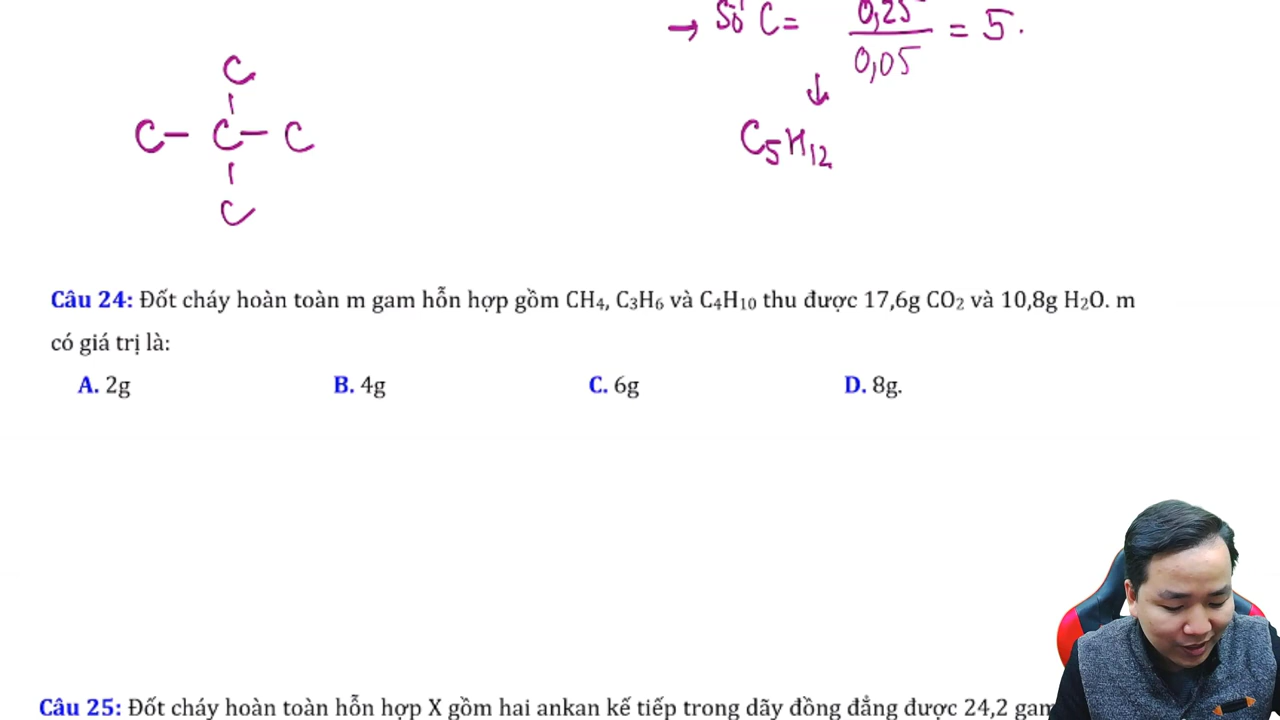 → Số C = 0,25 / 0,05 = 5.
↓
C
C - C - C
C
C₅H₁₂
Câu 24: Đốt cháy hoàn toàn m gam hỗn hợp gồm CH₄, C₃H₆ và C₄H₁₀ thu được 17,6g CO₂ và 10,8g H₂O. m
có giá trị là:
A. 2g B. 4g C. 6g D. 8g.
Câu 25: Đốt cháy hoàn toàn hỗn hợp X gồm hai ankan kế tiếp trong dãy đồng đẳng được 24,2 gam